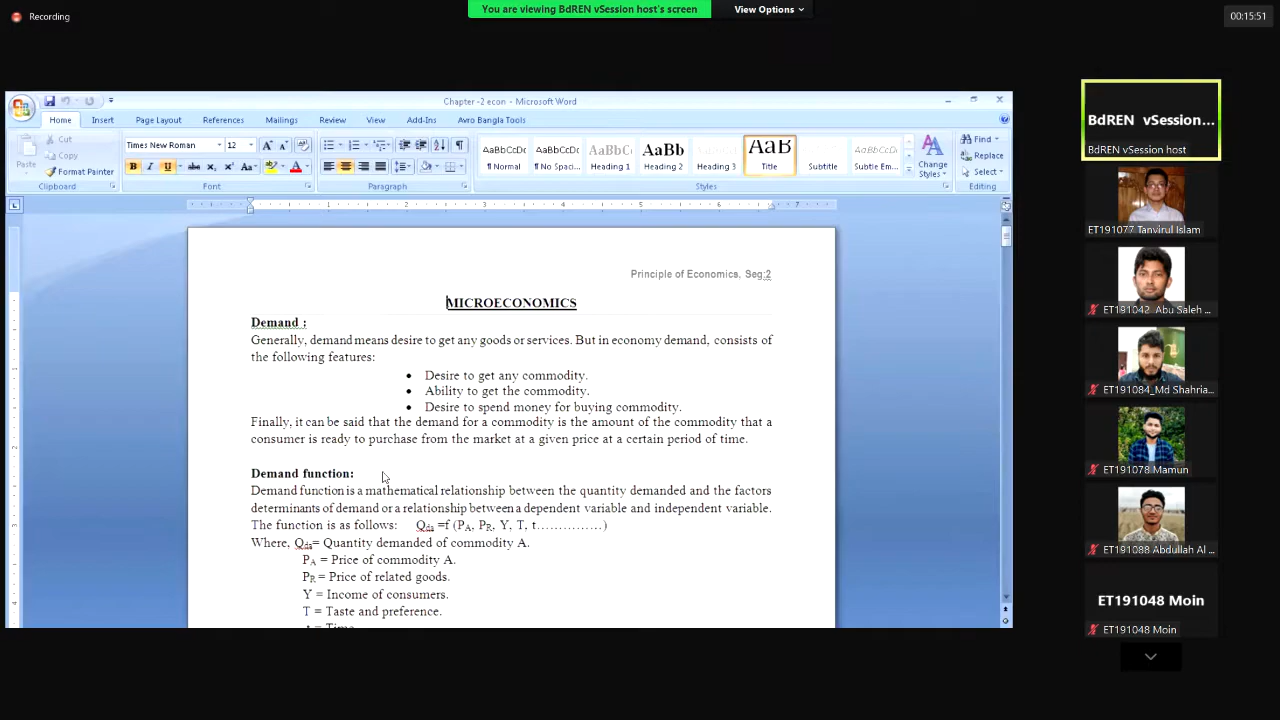 Recording
You are viewing BdREN vSession host's screen
View Options
00:15:51
Chapter -2 econ - Microsoft Word
Home Insert Page Layout References Mailings Review View Add-Ins Avro Bangla Tools
Paste
Cut
Copy
Format Painter
Clipboard
Times New Roman 12
Font
Paragraph
AaBbCcDc AaBbCcDc AaBbC AaBbCc AaBbCcI AaB AaBbCcI AaBbCcDc
¶ Normal ¶ No Spaci... Heading 1 Heading 2 Heading 3 Title Subtitle Subtle Em...
Change Styles
Styles
Find
Replace
Select
Editing
Principle of Economics, Seg:2
MICROECONOMICS
Demand :
Generally, demand means desire to get any goods or services. But in economy demand, consists of
the following features:
• Desire to get any commodity.
• Ability to get the commodity.
• Desire to spend money for buying commodity.
Finally, it can be said that the demand for a commodity is the amount of the commodity that a
consumer is ready to purchase from the market at a given price at a certain period of time.
Demand function:
Demand function is a mathematical relationship between the quantity demanded and the factors
determinants of demand or a relationship between a dependent variable and independent variable.
The function is as follows: Qda =f (PA, PR, Y, T, t……………)
Where, Qda= Quantity demanded of commodity A.
PA = Price of commodity A.
PR = Price of related goods.
Y = Income of consumers.
T = Taste and preference.
BdREN vSession...
BdREN vSession host
ET191077 Tanvirul Islam
ET191042_Abu Saleh ...
ET191084_Md Shahria...
ET191078 Mamun
ET191088 Abdullah Al ...
ET191048 Moin
ET191048 Moin